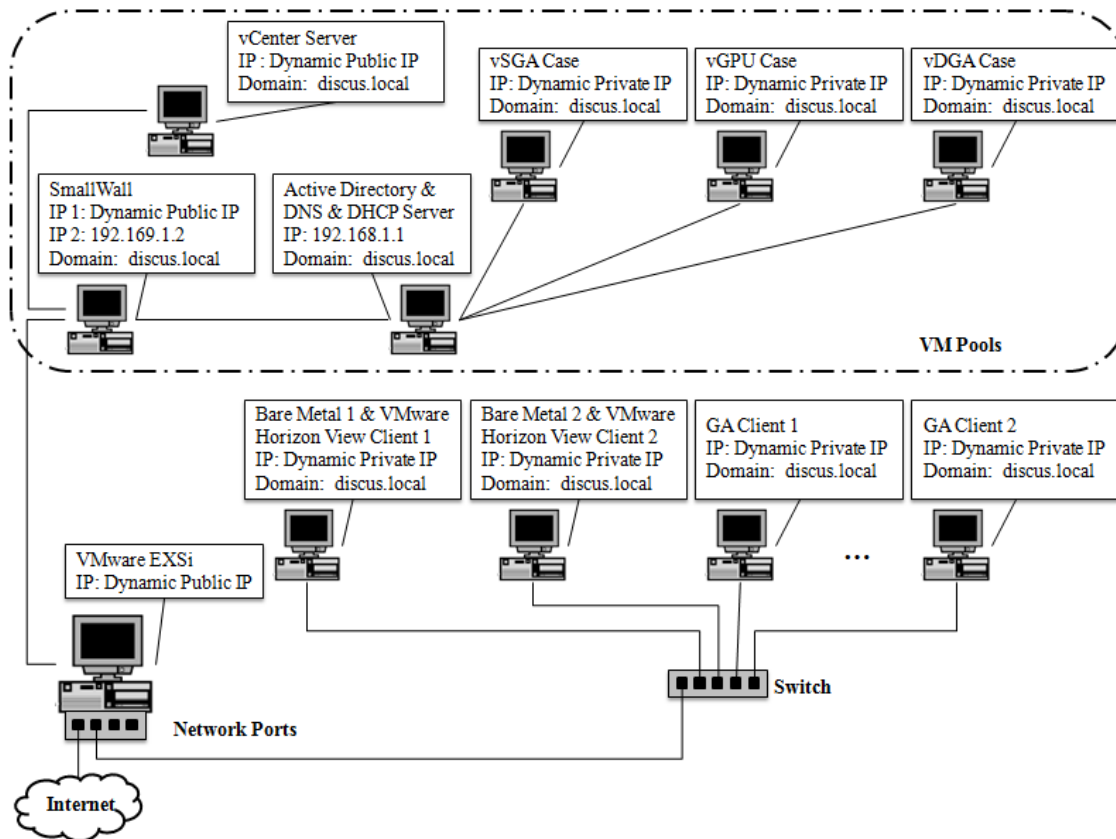 vCenter Server
IP : Dynamic Public IP
Domain: discus.local
vSGA Case
IP: Dynamic Private IP
Domain: discus.local
vGPU Case
IP: Dynamic Private IP
Domain: discus.local
vDGA Case
IP: Dynamic Private IP
Domain: discus.local
SmallWall
IP 1: Dynamic Public IP
IP 2: 192.169.1.2
Domain: discus.local
Active Directory &
DNS & DHCP Server
IP: 192.168.1.1
Domain: discus.local
VM Pools
Bare Metal 1 & VMware
Horizon View Client 1
IP: Dynamic Private IP
Domain: discus.local
Bare Metal 2 & VMware
Horizon View Client 2
IP: Dynamic Private IP
Domain: discus.local
GA Client 1
IP: Dynamic Private IP
Domain: discus.local
GA Client 2
IP: Dynamic Private IP
Domain: discus.local
...
VMware EXSi
IP: Dynamic Public IP
Switch
Network Ports
Internet